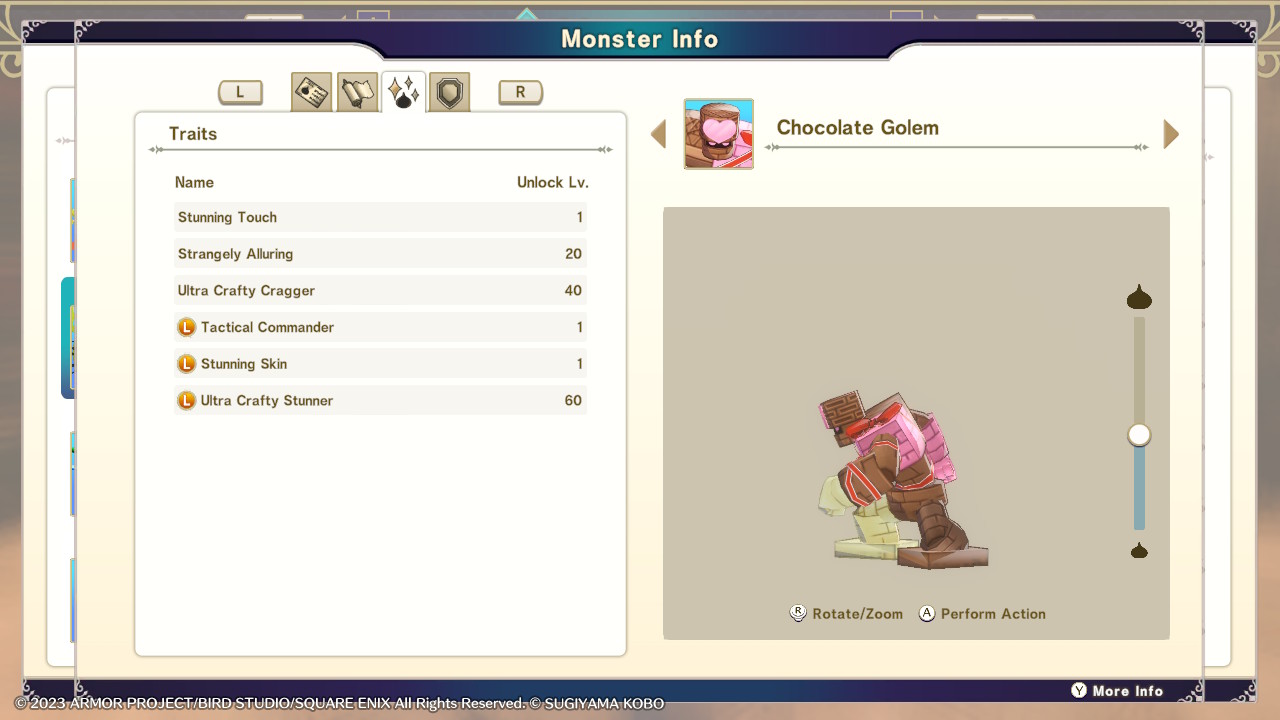 Monster Info
L
R
Traits
Name Unlock Lv.
Stunning Touch 1
Strangely Alluring 20
Ultra Crafty Cragger 40
L Tactical Commander 1
L Stunning Skin 1
L Ultra Crafty Stunner 60
Chocolate Golem
R Rotate/Zoom A Perform Action
Y More Info
© 2023 ARMOR PROJECT/BIRD STUDIO/SQUARE ENIX All Rights Reserved. © SUGIYAMA KOBO